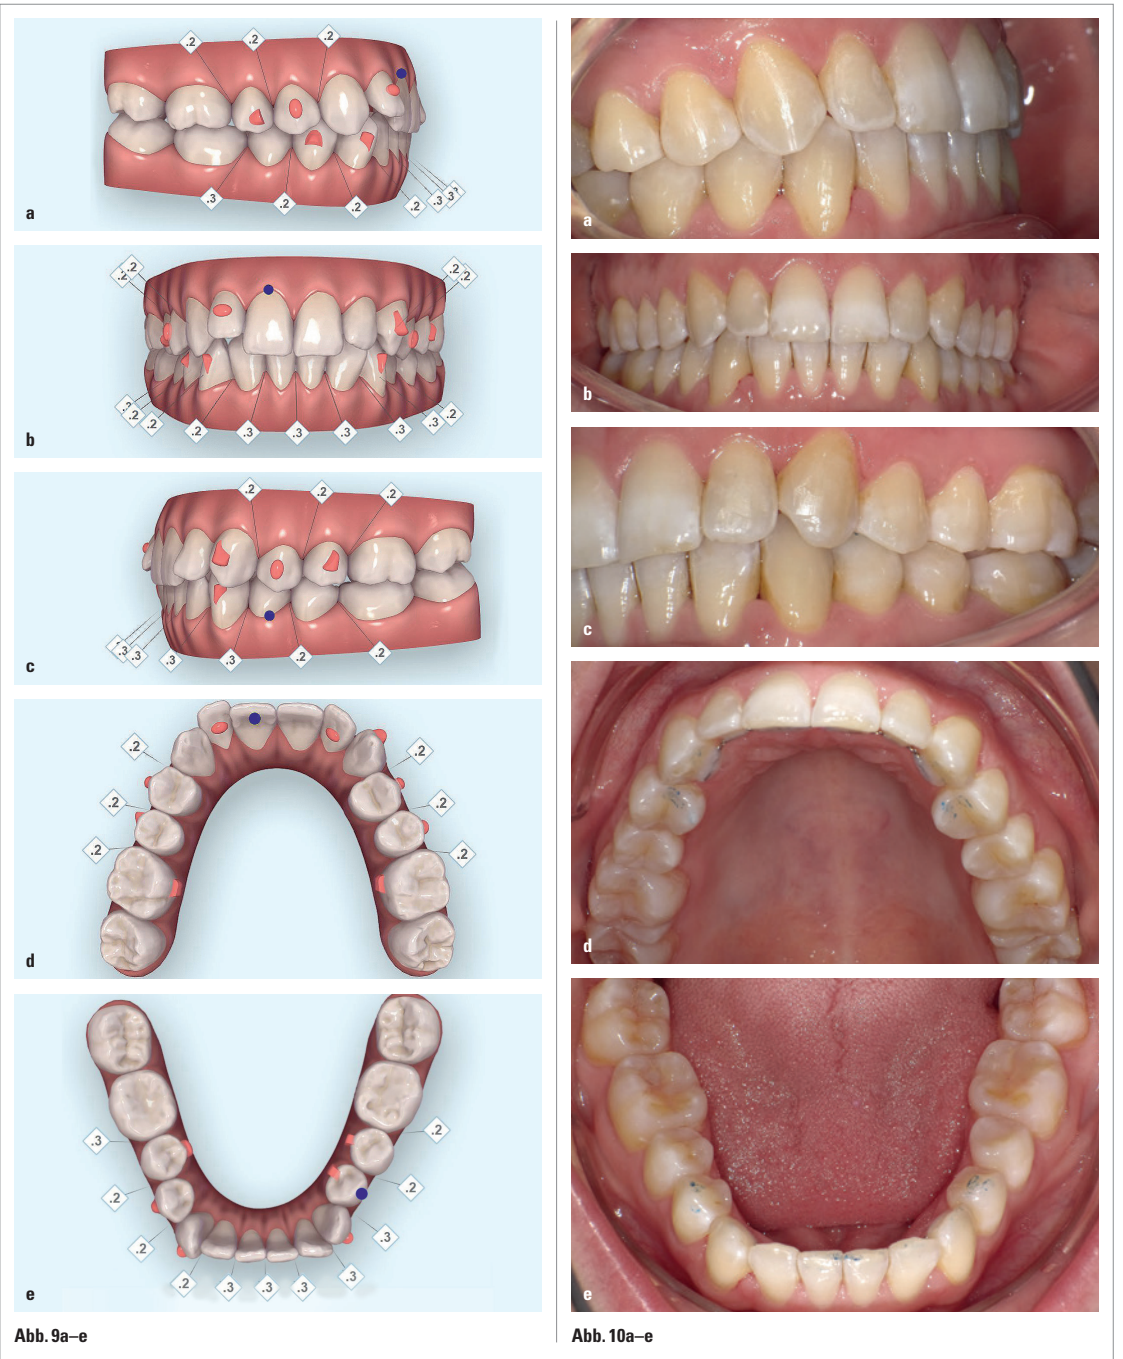 .2 .2 .2
.3 .2 .2 .2 .3 3
a
.2 .2 .2 .2
.2 .2 .2 .3 .3 .3 .3 .3 .2
b
.2 .2 .2
.3 .3 .3 .3 .2 .2
c
.2 .2
.2 .2
.2 .2
d
.3 .2
.2 .2
.2 .3
.2 .3 .3 .3 .3
e
Abb. 9a–e
a
b
c
d
e
Abb. 10a–e